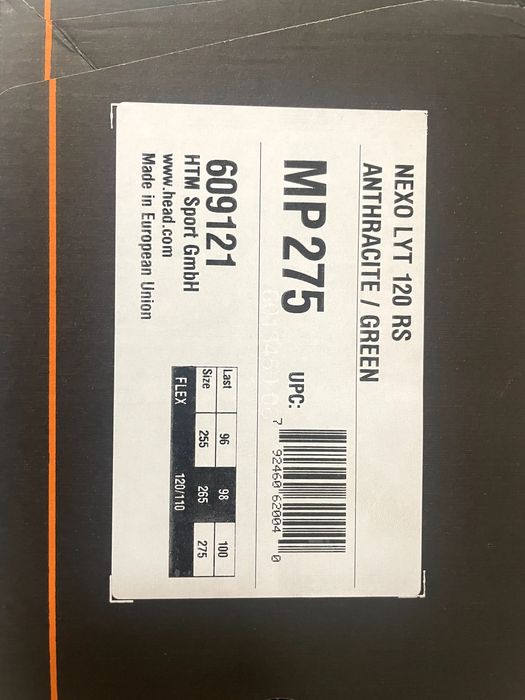 NEXO LYT 120 RS
ANTHRACITE / GREEN
MP 275
UPC:
7 92460 62004 0
609121
HTM Sport GmbH
www.head.com
Made in European Union
Last 96 98 100
Size 255 265 275
FLEX 120/110